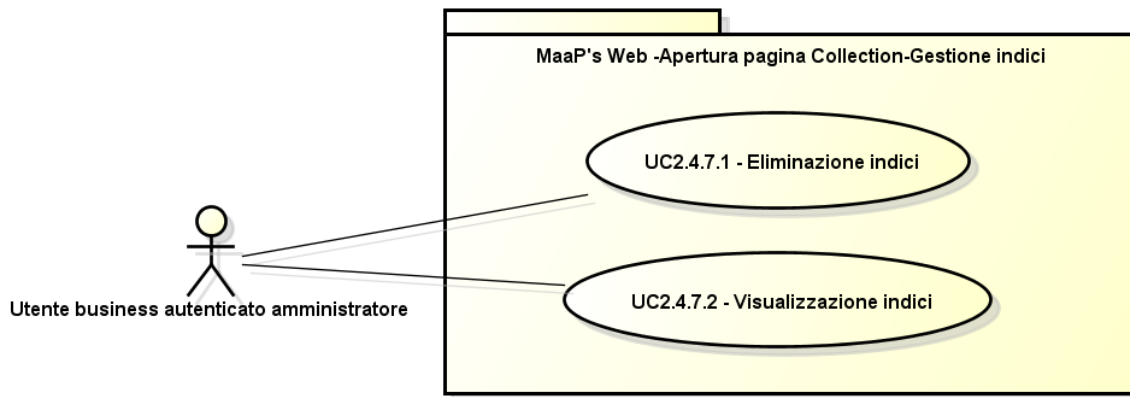 MaaP's Web -Apertura pagina Collection-Gestione indici
UC2.4.7.1 - Eliminazione indici
UC2.4.7.2 - Visualizzazione indici
Utente business autenticato amministratore